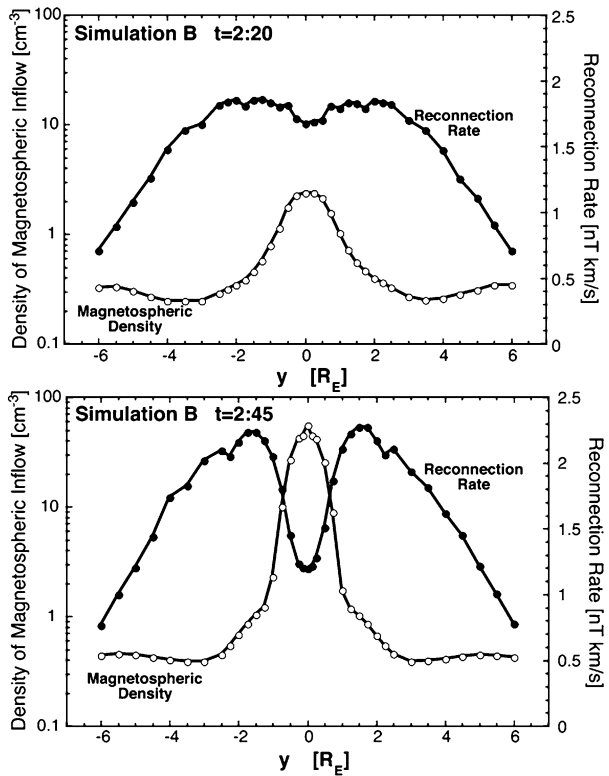 Simulation B t=2:20
Density of Magnetospheric Inflow [cm⁻³]
100
10
1
0.1
Reconnection
Rate
Magnetospheric
Density
2.5
2
1.5
1
0.5
0
Reconnection Rate [nT km/s]
-6 -4 -2 0 2 4 6
y [R_E]
Simulation B t=2:45
Density of Magnetospheric Inflow [cm⁻³]
100
10
1
0.1
Reconnection
Rate
Magnetospheric
Density
2.5
2
1.5
1
0.5
0
Reconnection Rate [nT km/s]
-6 -4 -2 0 2 4 6
y [R_E]